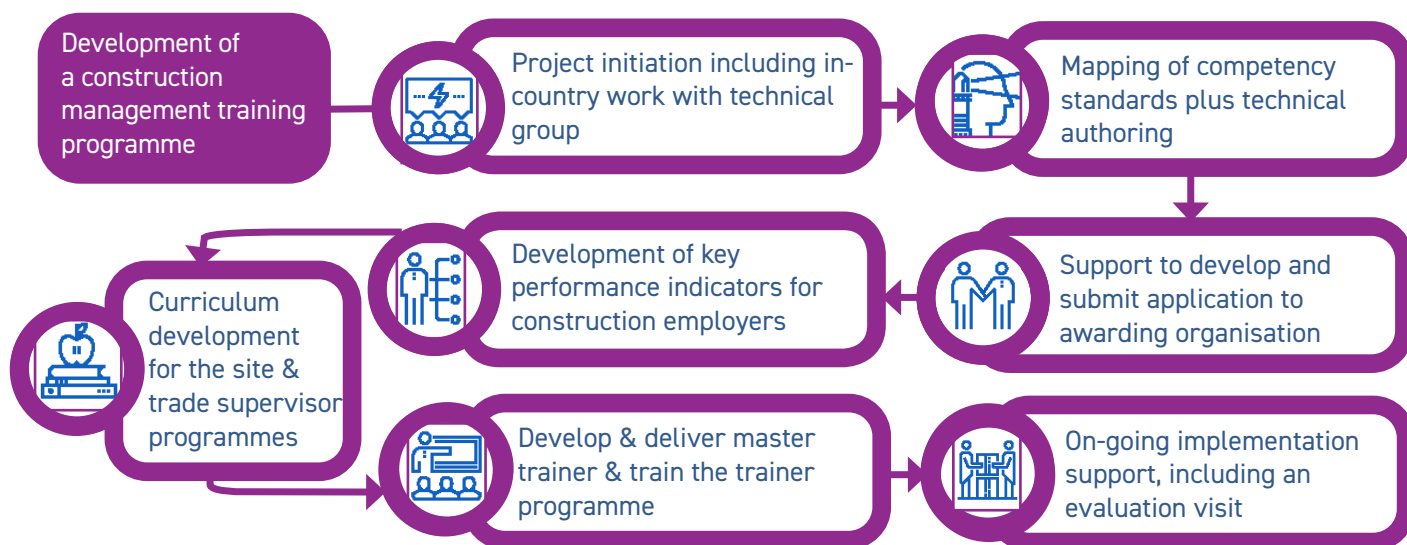 Development of
a construction
management training
programme
Project initiation including in-
country work with technical
group
Mapping of competency
standards plus technical
authoring
Support to develop and
submit application to
awarding organisation
Development of key
performance indicators for
construction employers
Curriculum
development
for the site &
trade supervisor
programmes
Develop & deliver master
trainer & train the trainer
programme
On-going implementation
support, including an
evaluation visit